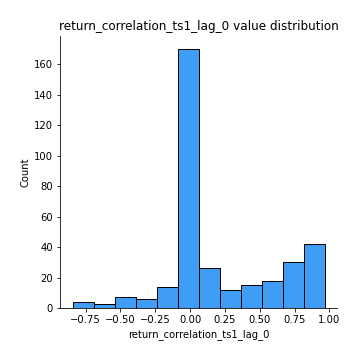 return_correlation_ts1_lag_0 value distribution
160
140
120
100
80
60
40
20
0
Count
−0.75 −0.50 −0.25 0.00 0.25 0.50 0.75 1.00
return_correlation_ts1_lag_0